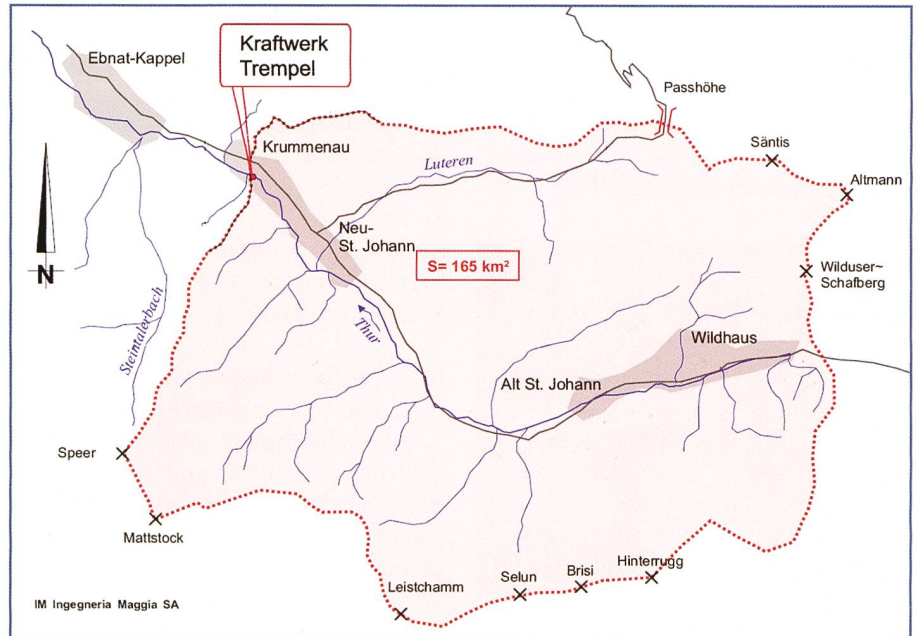 Kraftwerk
Trempel
Ebnat-Kappel
Passhöhe
Krummenau
Säntis
Luteren
Altmann
Neu-
St. Johann
S= 165 km²
Wilduser~
Schafberg
N
Steintalerbach
Thur
Wildhaus
Alt St. Johann
Speer
Mattstock
Hinterrugg
Brisi
Selun
Leistchamm
IM Ingegneria Maggia SA